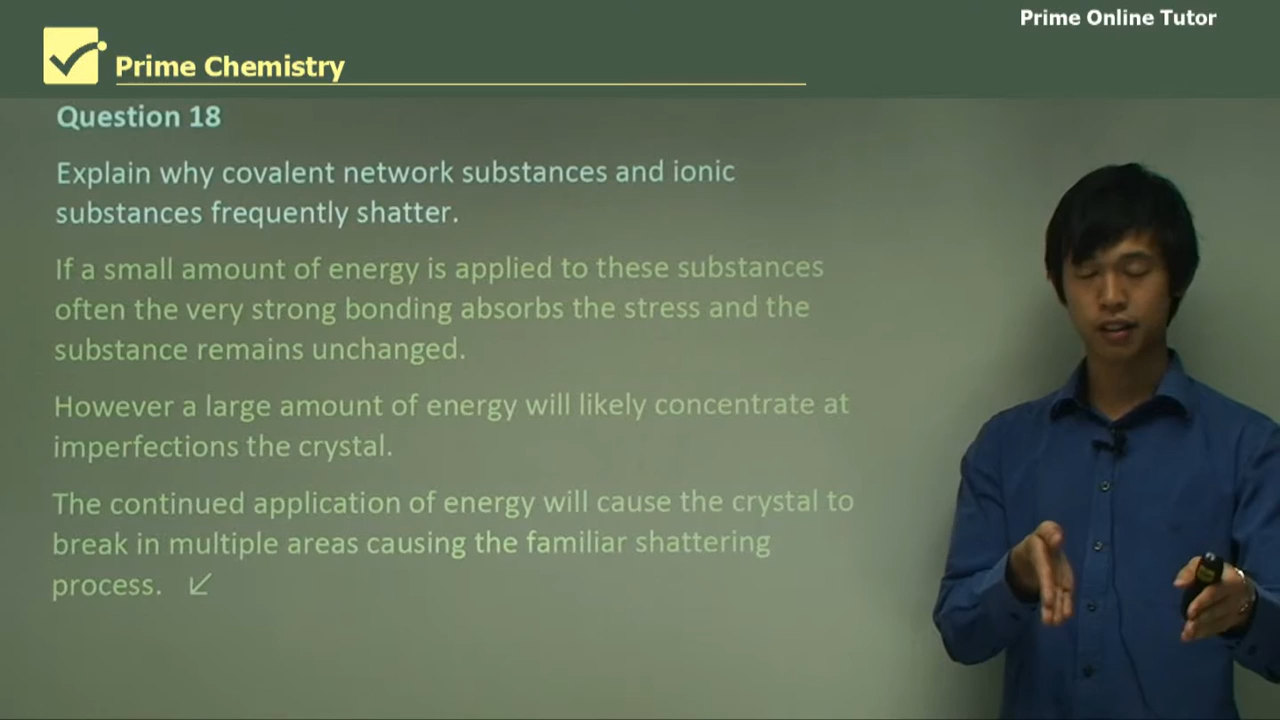 Prime Online Tutor
Prime Chemistry
Question 18
Explain why covalent network substances and ionic
substances frequently shatter.
If a small amount of energy is applied to these substances
often the very strong bonding absorbs the stress and the
substance remains unchanged.
However a large amount of energy will likely concentrate at
imperfections the crystal.
The continued application of energy will cause the crystal to
break in multiple areas causing the familiar shattering
process.